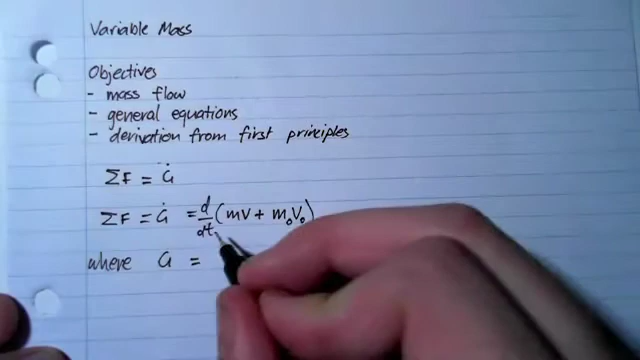 Variable Mass
Objectives
- mass flow
- general equations
- derivation from first principles
ΣF = Ġ
ΣF = Ġ = d/dt (mv + m₀V₀)
where G =